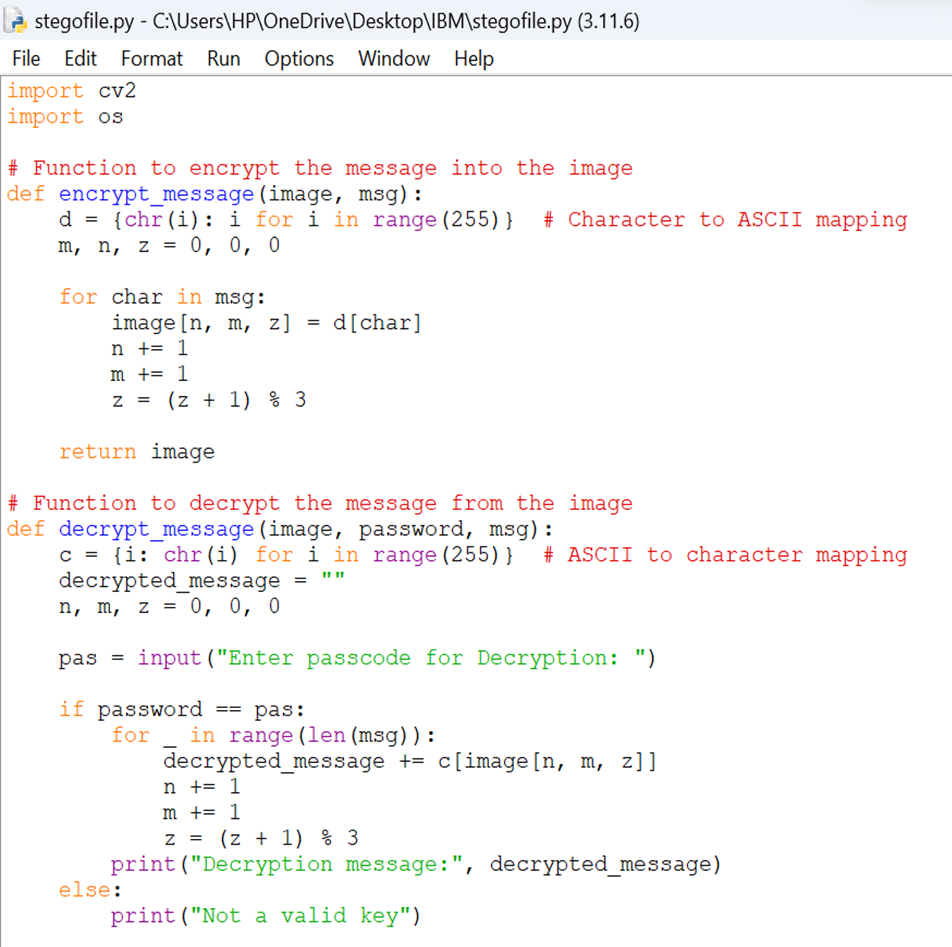 stegofile.py - C:\Users\HP\OneDrive\Desktop\IBM\stegofile.py (3.11.6)
File Edit Format Run Options Window Help
import cv2
import os

# Function to encrypt the message into the image
def encrypt_message(image, msg):
    d = {chr(i): i for i in range(255)}  # Character to ASCII mapping
    m, n, z = 0, 0, 0

    for char in msg:
        image[n, m, z] = d[char]
        n += 1
        m += 1
        z = (z + 1) % 3

    return image

# Function to decrypt the message from the image
def decrypt_message(image, password, msg):
    c = {i: chr(i) for i in range(255)}  # ASCII to character mapping
    decrypted_message = ""
    n, m, z = 0, 0, 0

    pas = input("Enter passcode for Decryption: ")

    if password == pas:
        for _ in range(len(msg)):
            decrypted_message += c[image[n, m, z]]
            n += 1
            m += 1
            z = (z + 1) % 3
        print("Decryption message:", decrypted_message)
    else:
        print("Not a valid key")